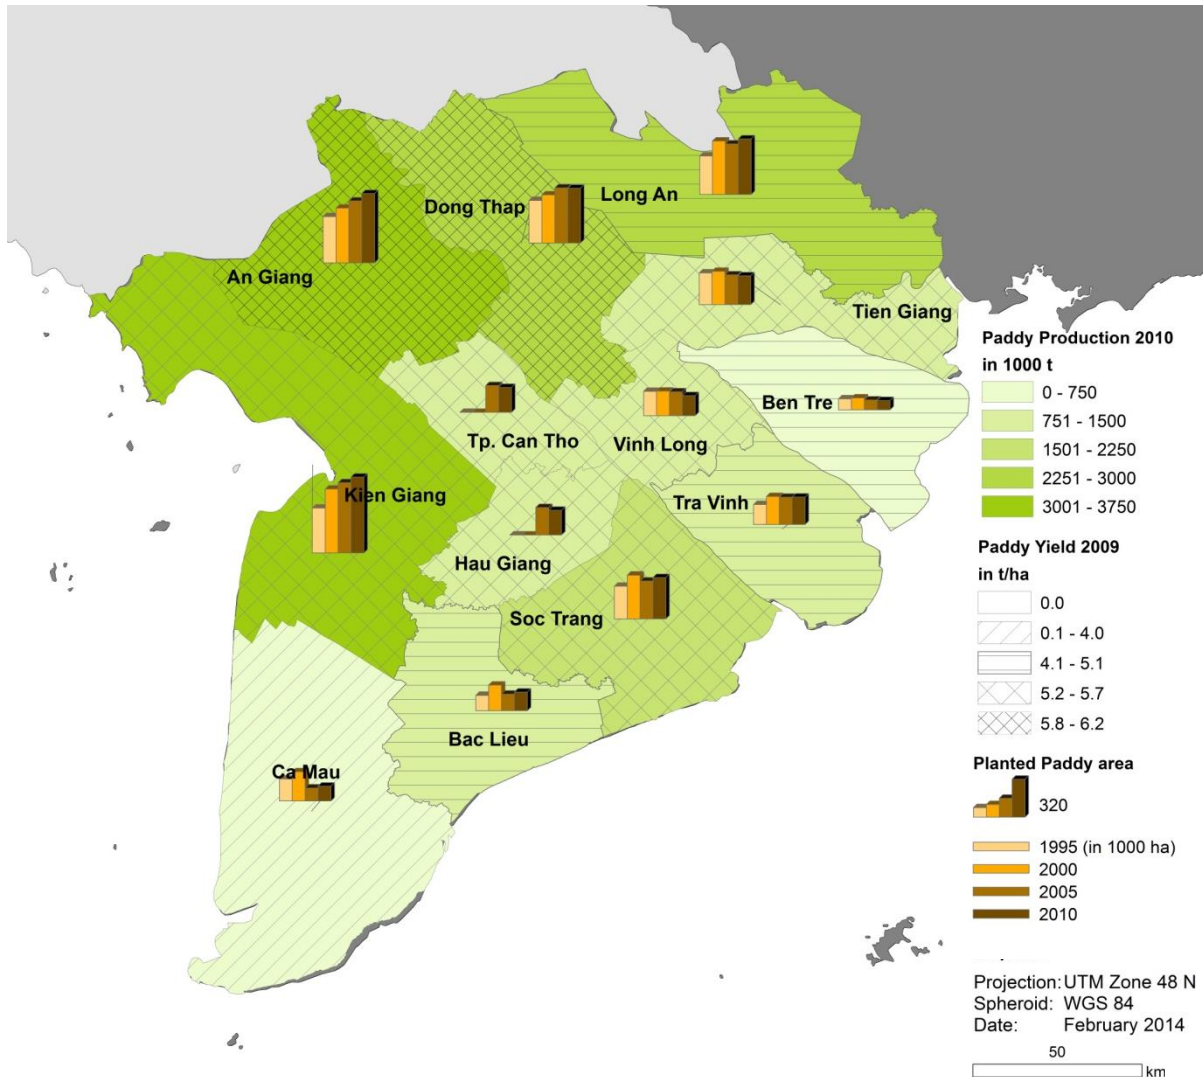 Long An
Dong Thap
An Giang
Tien Giang
Ben Tre
Tp. Can Tho
Vinh Long
Kien Giang
Tra Vinh
Hau Giang
Soc Trang
Bac Lieu
Ca Mau
Paddy Production 2010
in 1000 t
0 - 750
751 - 1500
1501 - 2250
2251 - 3000
3001 - 3750
Paddy Yield 2009
in t/ha
0.0
0.1 - 4.0
4.1 - 5.1
5.2 - 5.7
5.8 - 6.2
Planted Paddy area
320
1995 (in 1000 ha)
2000
2005
2010
Projection: UTM Zone 48 N
Spheroid: WGS 84
Date: February 2014
50
km